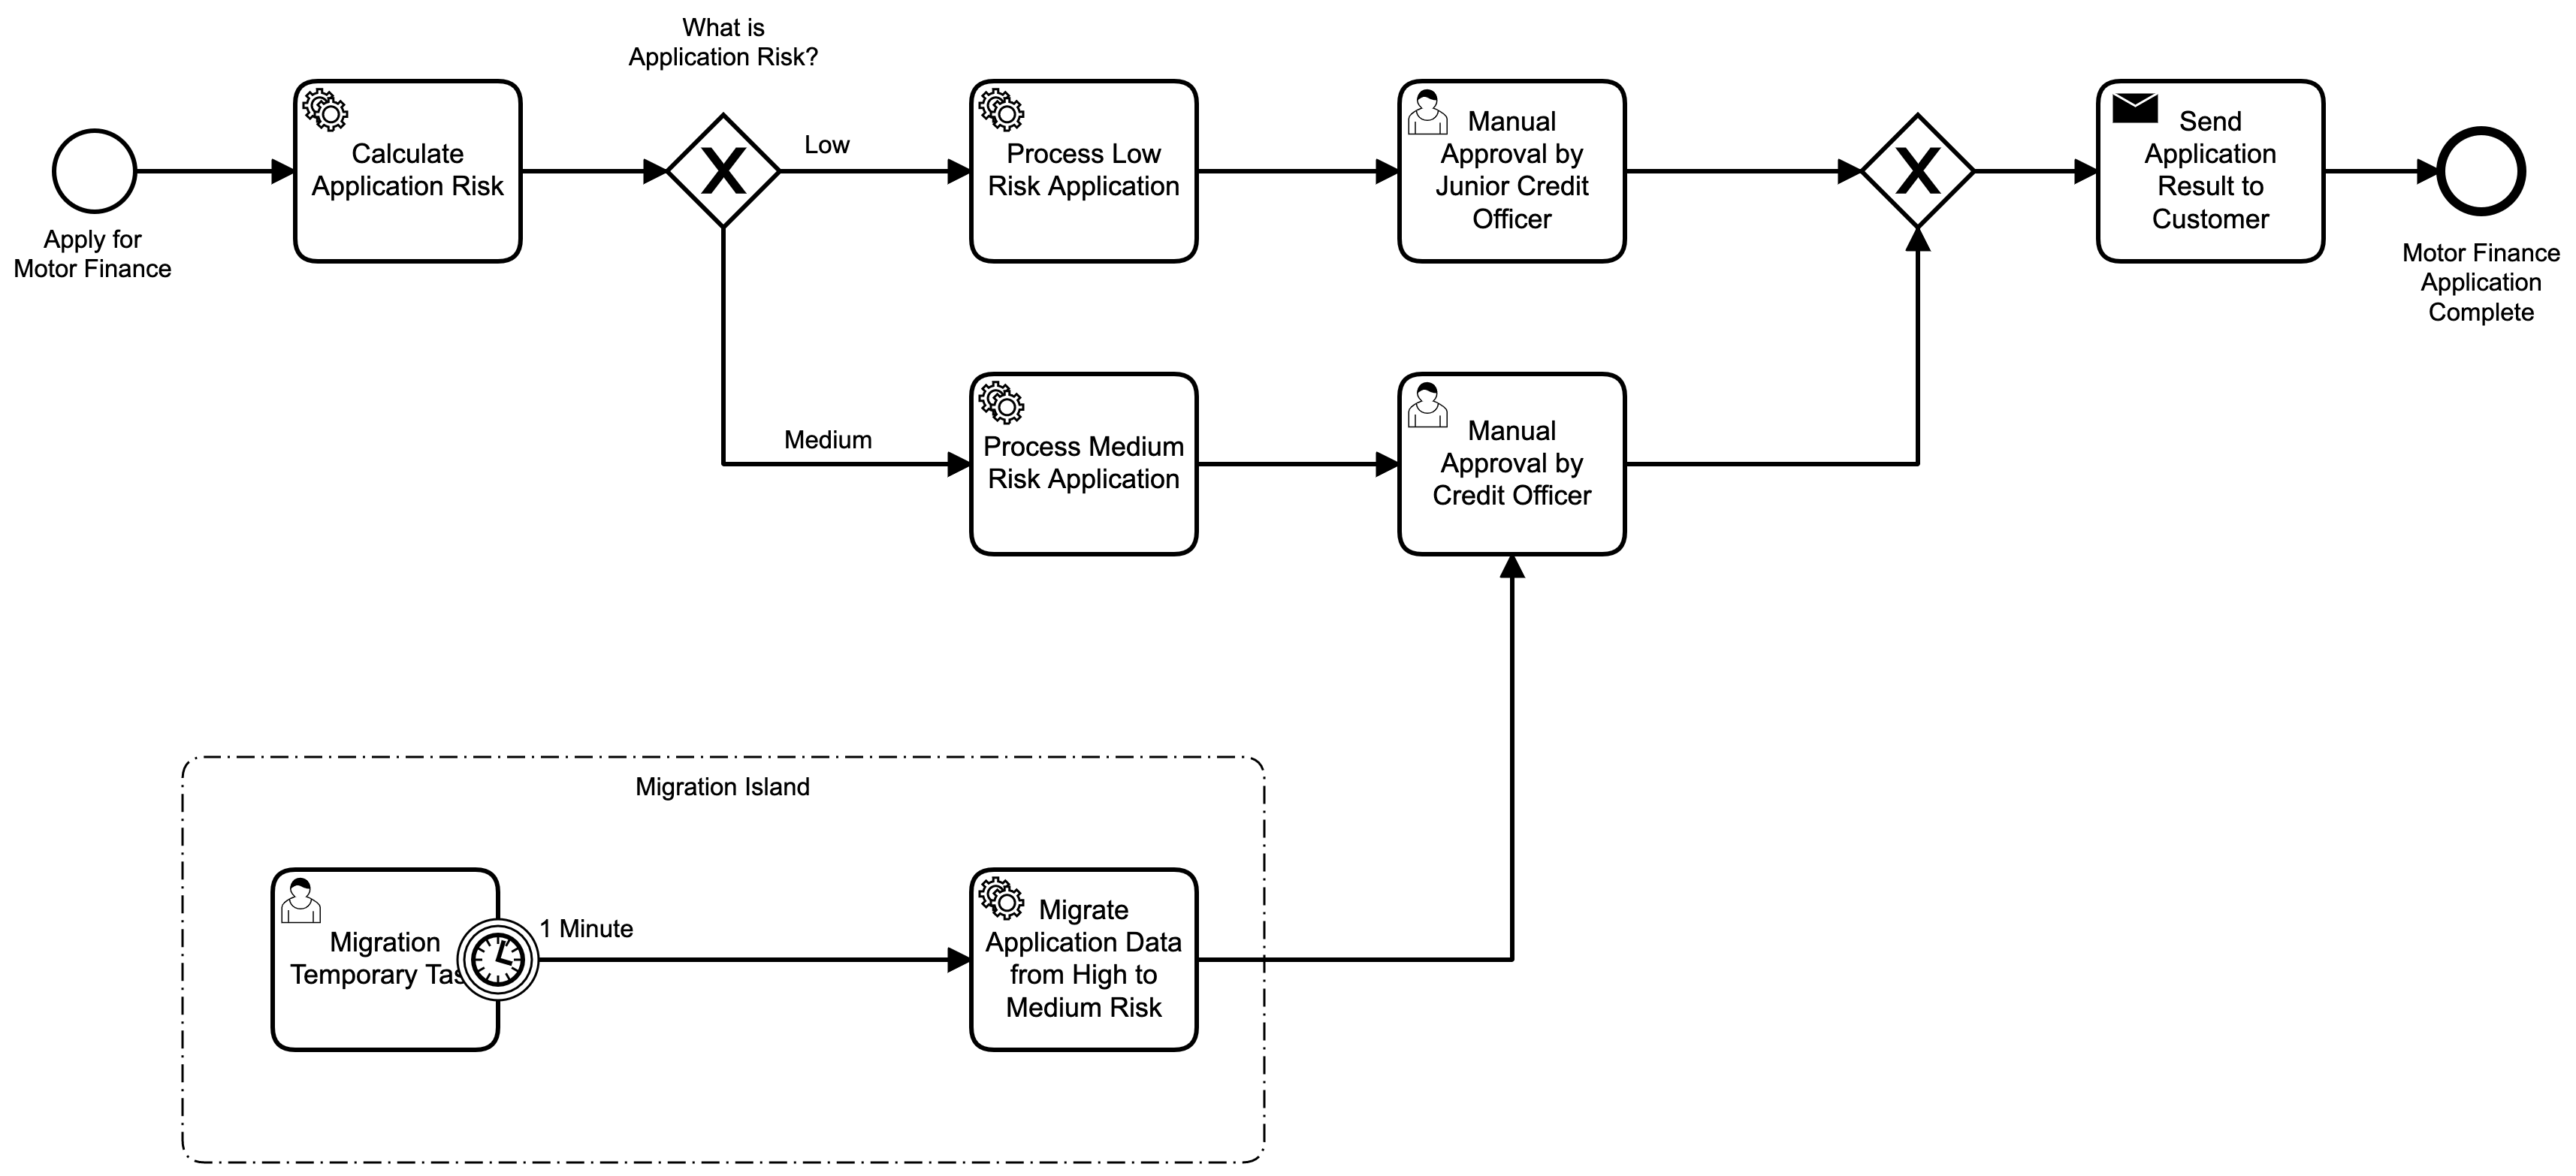 What is
Application Risk?
Apply for
Motor Finance
Calculate
Application Risk
X
Low
Process Low
Risk Application
Manual
Approval by
Junior Credit
Officer
X
Send
Application
Result to
Customer
Motor Finance
Application
Complete
Medium
Process Medium
Risk Application
Manual
Approval by
Credit Officer
Migration Island
Migration
Temporary Tas
1 Minute
Migrate
Application Data
from High to
Medium Risk